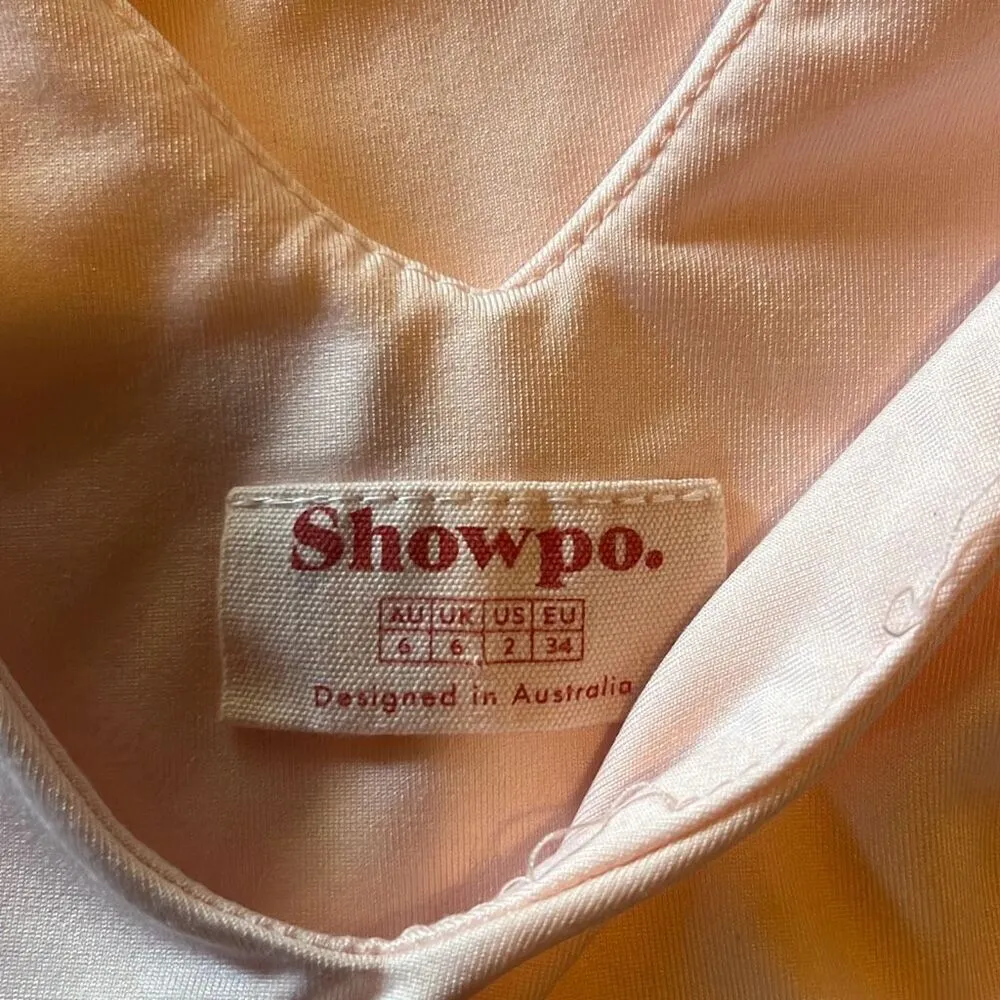 Showpo.
AU UK US EU
6 6 2 34
Designed in Australia